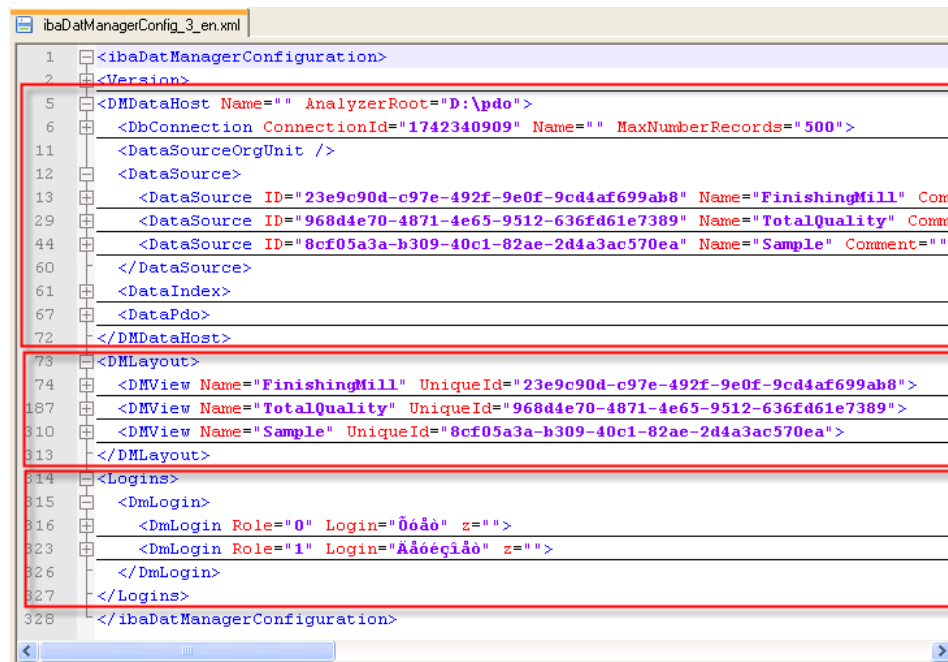 ibaDatManagerConfig_3_en.xml
1 <ibaDatManagerConfiguration>
2 <Version>
5 <DMDataHost Name="" AnalyzerRoot="D:\pdo">
6 <DbConnection ConnectionId="1742340909" Name="" MaxNumberRecords="500">
11 <DataSourceOrgUnit />
12 <DataSource>
13 <DataSource ID="23e9c90d-c97e-492f-9e0f-9cd4af699ab8" Name="FinishingMill" Com
29 <DataSource ID="968d4e70-4871-4e65-9512-636fd61e7389" Name="TotalQuality" Comm
44 <DataSource ID="8cf05a3a-b309-40c1-82ae-2d4a3ac570ea" Name="Sample" Comment=""
60 </DataSource>
61 <DataIndex>
67 <DataPdo>
72 </DMDataHost>
73 <DMLayout>
74 <DMView Name="FinishingMill" UniqueId="23e9c90d-c97e-492f-9e0f-9cd4af699ab8">
187 <DMView Name="TotalQuality" UniqueId="968d4e70-4871-4e65-9512-636fd61e7389">
310 <DMView Name="Sample" UniqueId="8cf05a3a-b309-40c1-82ae-2d4a3ac570ea">
313 </DMLayout>
314 <Logins>
315 <DmLogin>
316 <DmLogin Role="0" Login="Õóåò" z="">
323 <DmLogin Role="1" Login="Äåóéçîåò" z="">
326 </DmLogin>
327 </Logins>
328 </ibaDatManagerConfiguration>